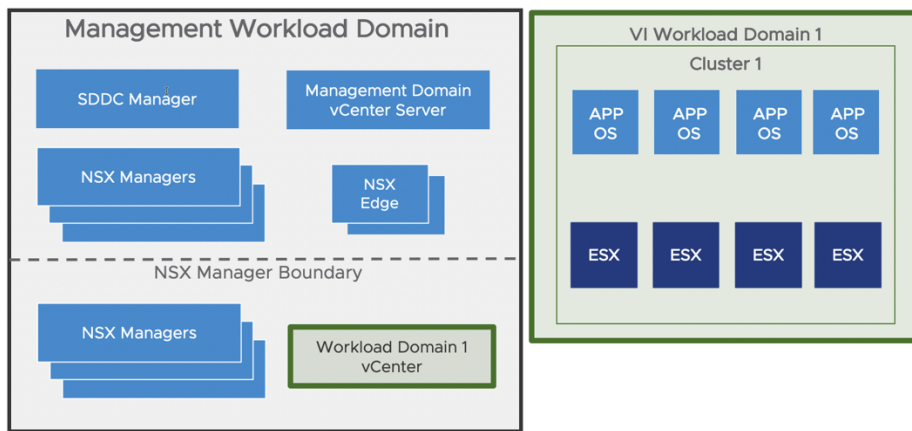 Management Workload Domain
SDDC Manager
Management Domain
vCenter Server
NSX Managers
NSX
Edge
NSX Manager Boundary
NSX Managers
Workload Domain 1
vCenter
VI Workload Domain 1
Cluster 1
APP
OS
APP
OS
APP
OS
APP
OS
ESX
ESX
ESX
ESX